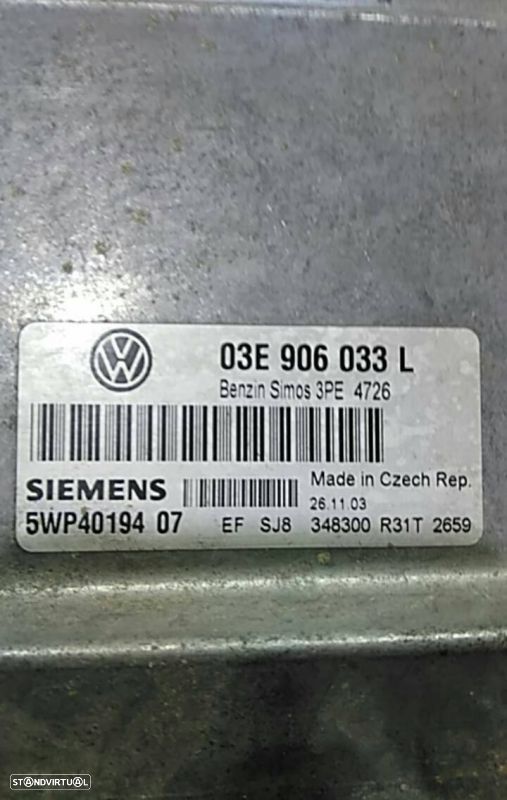 03E 906 033 L
Benzin Simos 3PE 4726
SIEMENS
Made in Czech Rep.
26.11.03
5WP40194 07 EF SJ8 348300 R31T 2659
STANDVIRTUAL